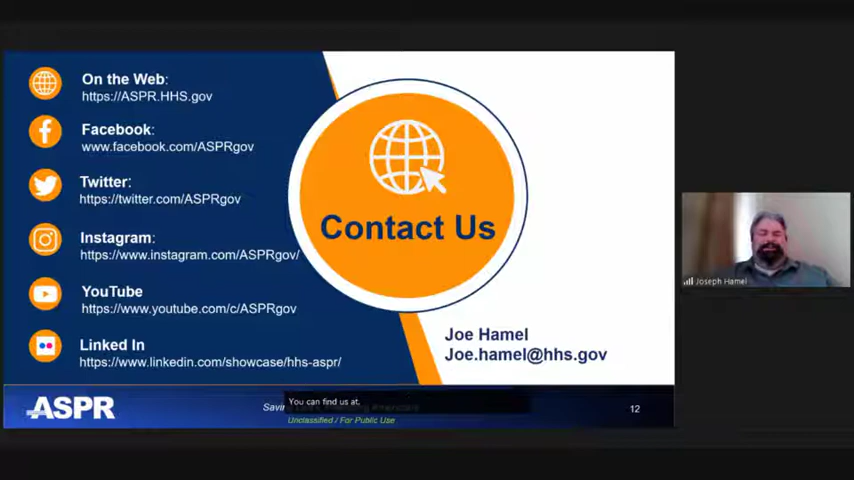 On the Web:
https://ASPR.HHS.gov
Facebook:
www.facebook.com/ASPRgov
Twitter:
https://twitter.com/ASPRgov
Instagram:
https://www.instagram.com/ASPRgov/
YouTube
https://www.youtube.com/c/ASPRgov
Linked In
https://www.linkedin.com/showcase/hhs-aspr/
Contact Us
Joe Hamel
Joe.hamel@hhs.gov
Joseph Hamel
ASPR
You can find us at.
Unclassified / For Public Use
12